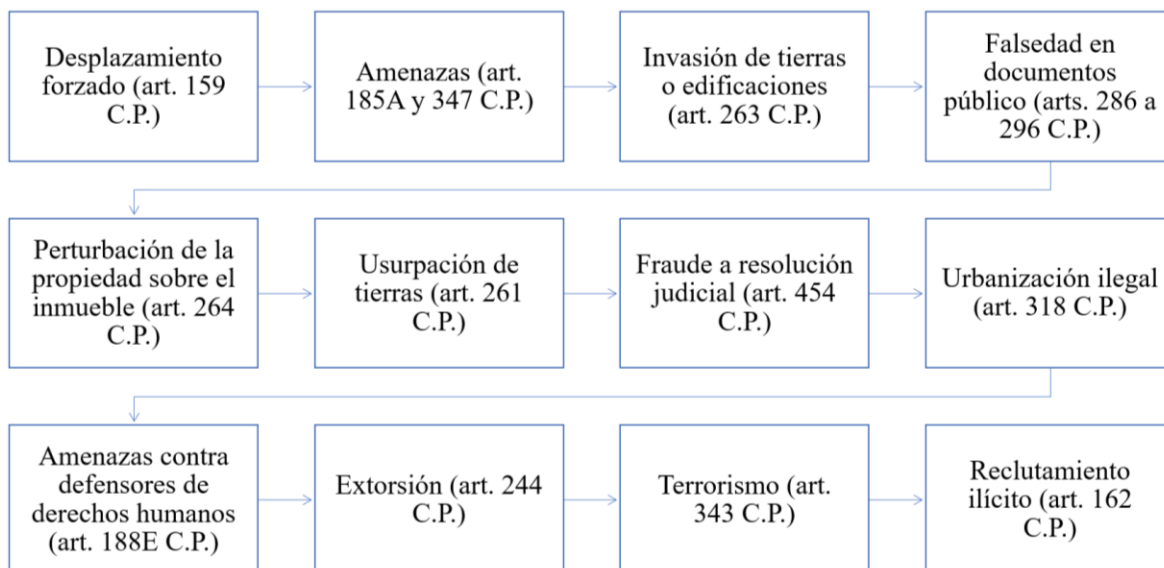 Desplazamiento
forzado (art. 159
C.P.)
Amenazas (art.
185A y 347 C.P.)
Invasión de tierras
o edificaciones
(art. 263 C.P.)
Falsedad en
documentos
público (arts. 286 a
296 C.P.)
Perturbación de la
propiedad sobre el
inmueble (art. 264
C.P.)
Usurpación de
tierras (art. 261
C.P.)
Fraude a resolución
judicial (art. 454
C.P.)
Urbanización ilegal
(art. 318 C.P.)
Amenazas contra
defensores de
derechos humanos
(art. 188E C.P.)
Extorsión (art. 244
C.P.)
Terrorismo (art.
343 C.P.)
Reclutamiento
ilícito (art. 162
C.P.)